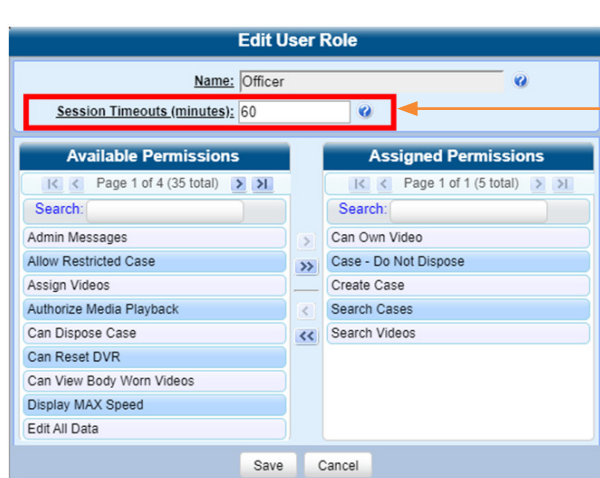 Edit User Role
Name: Officer
Session Timeouts (minutes): 60
Available Permissions
Page 1 of 4 (35 total)
Search:
Admin Messages
Allow Restricted Case
Assign Videos
Authorize Media Playback
Can Dispose Case
Can Reset DVR
Can View Body Worn Videos
Display MAX Speed
Edit All Data
Assigned Permissions
Page 1 of 1 (5 total)
Search:
Can Own Video
Case - Do Not Dispose
Create Case
Search Cases
Search Videos
Save Cancel